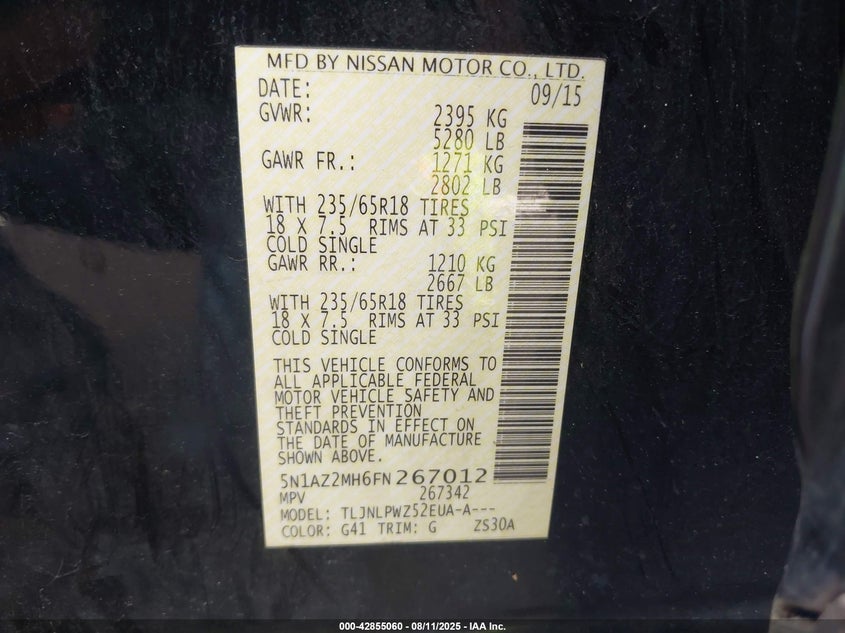 MFD BY NISSAN MOTOR CO., LTD.
DATE: 09/15
GVWR: 2395 KG
5280 LB
GAWR FR.: 1271 KG
2802 LB
WITH 235/65R18 TIRES
18 X 7.5 RIMS AT 33 PSI
COLD SINGLE
GAWR RR.: 1210 KG
2667 LB
WITH 235/65R18 TIRES
18 X 7.5 RIMS AT 33 PSI
COLD SINGLE
THIS VEHICLE CONFORMS TO
ALL APPLICABLE FEDERAL
MOTOR VEHICLE SAFETY AND
THEFT PREVENTION
STANDARDS IN EFFECT ON
THE DATE OF MANUFACTURE
SHOWN ABOVE.
5N1AZ2MH6FN267012
MPV 267342
MODEL: TLJNLPWZ52EUA-A---
COLOR: G41 TRIM: G ZS30A
000-42855060 - 08/11/2025 - IAA Inc.